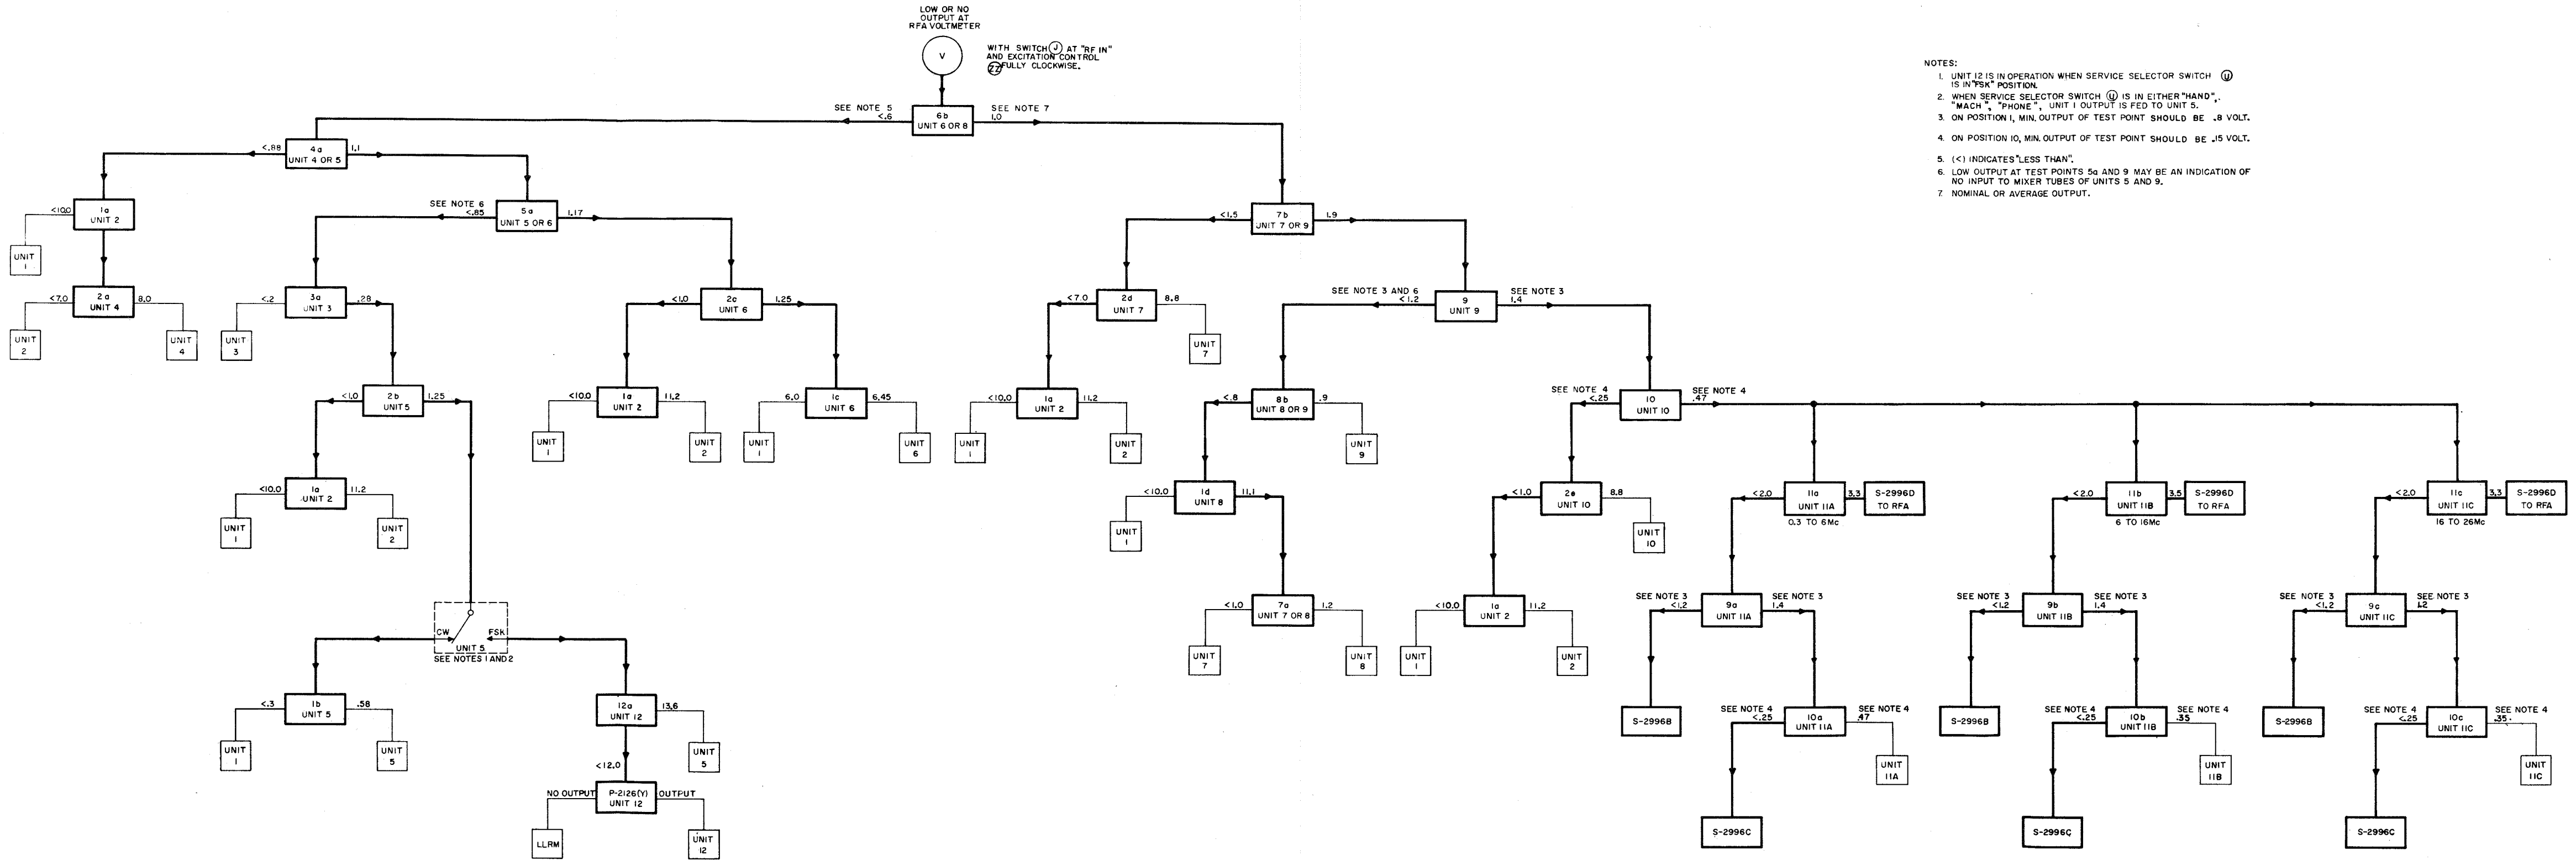 LOW OR NO
OUTPUT AT
RFA VOLTMETER
V
WITH SWITCH J AT "RF IN"
AND EXCITATION CONTROL
ZZ FULLY CLOCKWISE.
NOTES:
1. UNIT 12 IS IN OPERATION WHEN SERVICE SELECTOR SWITCH U
IS IN "FSK" POSITION.
2. WHEN SERVICE SELECTOR SWITCH U IS IN EITHER "HAND",
"MACH", "PHONE", UNIT 1 OUTPUT IS FED TO UNIT 5.
3. ON POSITION 1, MIN. OUTPUT OF TEST POINT SHOULD BE .8 VOLT.
4. ON POSITION 10, MIN. OUTPUT OF TEST POINT SHOULD BE .15 VOLT.
5. (<) INDICATES "LESS THAN".
6. LOW OUTPUT AT TEST POINTS 5a AND 9 MAY BE AN INDICATION OF
NO INPUT TO MIXER TUBES OF UNITS 5 AND 9.
7. NOMINAL OR AVERAGE OUTPUT.
SEE NOTE 5
<.6
6b
UNIT 6 OR 8
SEE NOTE 7
1.0
<.88
4a
UNIT 4 OR 5
1.1
<10.0
1a
UNIT 2
UNIT
1
<7.0
2a
UNIT 4
8.0
UNIT
2
UNIT
4
SEE NOTE 6
<.85
5a
UNIT 5 OR 6
1.17
<.2
3a
UNIT 3
.28
UNIT
3
<1.0
2b
UNIT 5
1.25
<10.0
1a
UNIT 2
11.2
UNIT
1
UNIT
2
CW
FSK
UNIT 5
SEE NOTES 1 AND 2
<.3
1b
UNIT 5
.58
UNIT
1
UNIT
5
12a
UNIT 12
13.6
UNIT
5
<12.0
NO OUTPUT
P-2126(Y)
UNIT 12
OUTPUT
LLRM
UNIT
12
<1.0
2c
UNIT 6
1.25
<10.0
1a
UNIT 2
11.2
UNIT
1
UNIT
2
6.0
1c
UNIT 6
6.45
UNIT
1
UNIT
6
<1.5
7b
UNIT 7 OR 9
1.9
<7.0
2d
UNIT 7
8.8
UNIT
7
<10.0
1a
UNIT 2
11.2
UNIT
1
UNIT
2
SEE NOTE 3 AND 6
<1.2
9
UNIT 9
SEE NOTE 3
1.4
<.8
8b
UNIT 8 OR 9
.9
UNIT
9
<10.0
1d
UNIT 8
11.1
UNIT
1
<1.0
7a
UNIT 7 OR 8
1.2
UNIT
7
UNIT
8
SEE NOTE 4
<.25
10
UNIT 10
SEE NOTE 4
.47
<1.0
2e
UNIT 10
8.8
UNIT
10
<10.0
1a
UNIT 2
11.2
UNIT
1
UNIT
2
<2.0
11a
UNIT 11A
3.3
S-2996D
TO RFA
0.3 TO 6Mc
SEE NOTE 3
<1.2
9a
UNIT 11A
SEE NOTE 3
1.4
S-2996B
SEE NOTE 4
<.25
10a
UNIT 11A
SEE NOTE 4
.47
UNIT
11A
S-2996C
<2.0
11b
UNIT 11B
3.5
S-2996D
TO RFA
6 TO 16Mc
SEE NOTE 3
<1.2
9b
UNIT 11B
SEE NOTE 3
1.4
S-2996B
SEE NOTE 4
<.25
10b
UNIT 11B
SEE NOTE 4
.35
UNIT
11B
S-2996C
<2.0
11c
UNIT 11C
3.3
S-2996D
TO RFA
16 TO 26Mc
SEE NOTE 3
<1.2
9c
UNIT 11C
SEE NOTE 3
1.2
S-2996B
SEE NOTE 4
<.25
10c
UNIT 11C
SEE NOTE 4
.35
UNIT
11C
S-2996C